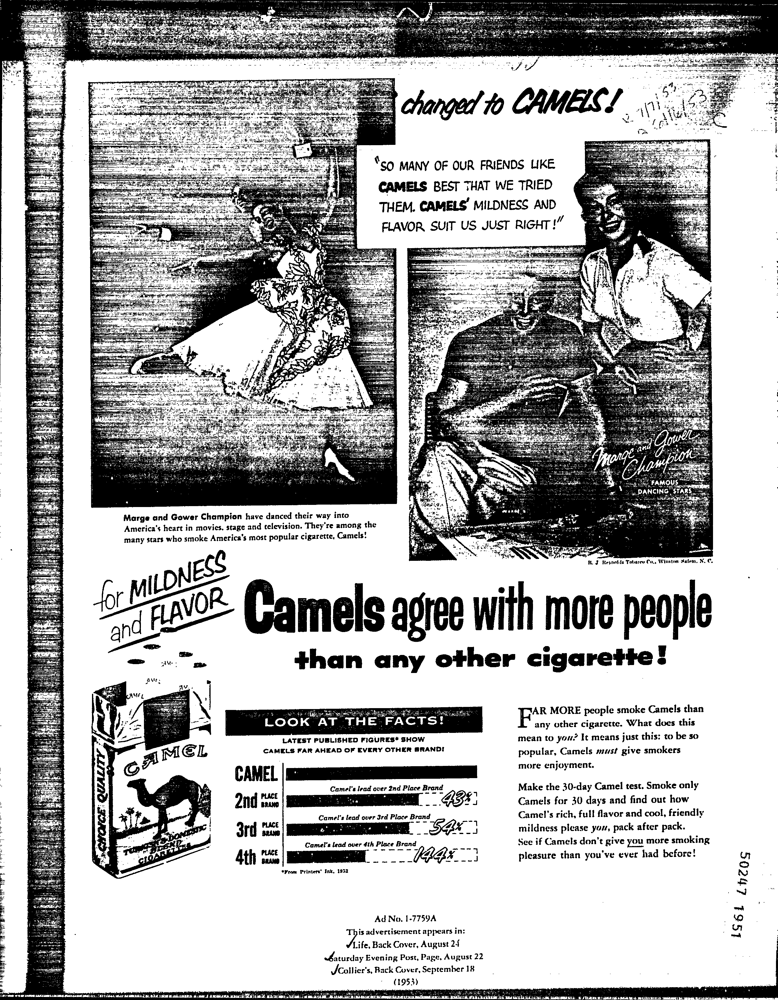 changed to CAMELS!
7/7/53
"SO MANY OF OUR FRIENDS LIKE
CAMELS BEST THAT WE TRIED
THEM. CAMELS' MILDNESS AND
FLAVOR SUIT US JUST RIGHT!"
Marge and Gower
Champion
FAMOUS
DANCING STARS
Marge and Gower Champion have danced their way into
America's heart in movies, stage and television. They're among the
many stars who smoke America's most popular cigarette, Camels!
R. J. Reynolds Tobacco Co., Winston Salem, N. C.
for MILDNESS
and FLAVOR
Camels agree with more people
than any other cigarette!
CAMEL
CHOICE QUALITY
CAMEL
TURKISH & DOMESTIC
BLEND
CIGARETTES
LOOK AT THE FACTS!
LATEST PUBLISHED FIGURES* SHOW
CAMELS FAR AHEAD OF EVERY OTHER BRAND!
CAMEL
Camel's lead over 2nd Place Brand
2nd PLACE BRAND 43%
Camel's lead over 3rd Place Brand
3rd PLACE BRAND 54%
Camel's lead over 4th Place Brand
4th PLACE BRAND 144%
*From Printers' Ink, 1953
FAR MORE people smoke Camels than
any other cigarette. What does this
mean to you? It means just this: to be so
popular, Camels must give smokers
more enjoyment.
Make the 30-day Camel test. Smoke only
Camels for 30 days and find out how
Camel's rich, full flavor and cool, friendly
mildness please you, pack after pack.
See if Camels don't give you more smoking
pleasure than you've ever had before!
50247 1951
Ad No. 1-7759A
This advertisement appears in:
Life, Back Cover, August 24
Saturday Evening Post, Page, August 22
Collier's, Back Cover, September 18
(1953)